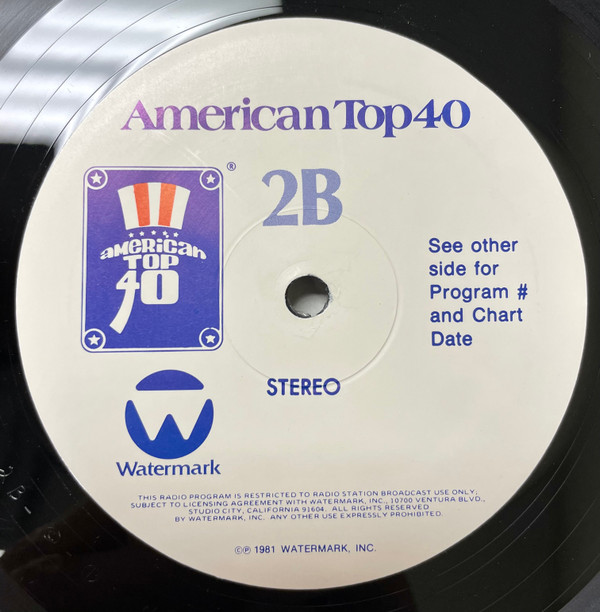 American Top 40
®
2B
AMERICAN
TOP
40
See other
side for
Program #
and Chart
Date
STEREO
Watermark
THIS RADIO PROGRAM IS RESTRICTED TO RADIO STATION BROADCAST USE ONLY,
SUBJECT TO LICENSING AGREEMENT WITH WATERMARK, INC., 10700 VENTURA BLVD.,
STUDIO CITY, CALIFORNIA 91604. ALL RIGHTS RESERVED
BY WATERMARK, INC. ANY OTHER USE EXPRESSLY PROHIBITED.
©℗ 1981 WATERMARK, INC.